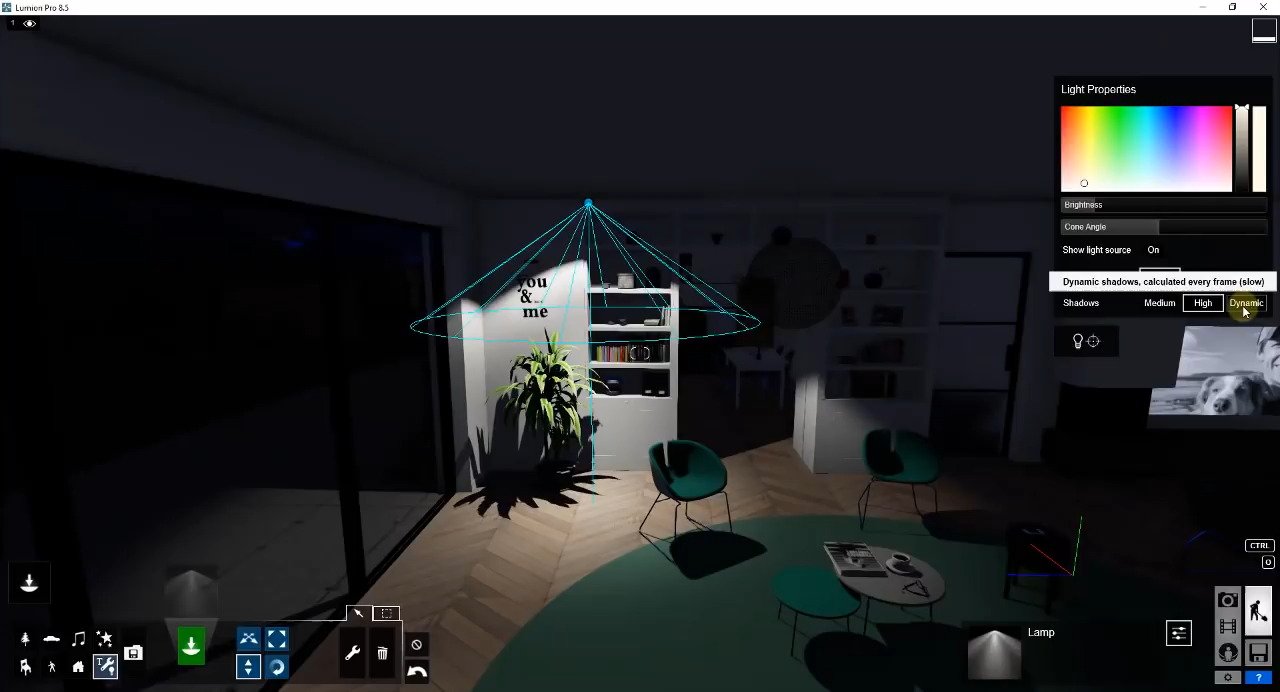 Lumion Pro 8.5
1
Light Properties
Brightness
Cone Angle
Show light source On
Dynamic shadows, calculated every frame (slow)
Shadows Medium High Dynamic
you
&
me
CTRL
O
Lamp
?